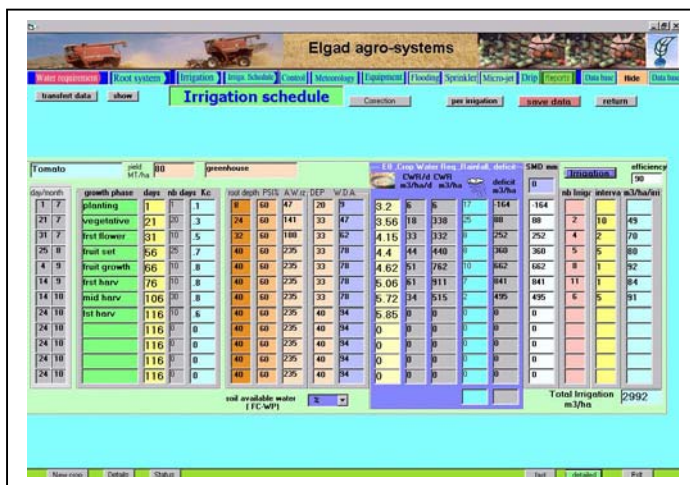 Elgad agro-systems
Water requirement Root system Irrigation Irriga. Schedule Control Meteorology Equipment Flooding Sprinkler Micro-jet Drip Reports Data base Hide Data base
transfert data show Irrigation schedule Correction per irrigation save data return
Tomato yield MT/ha 80 greenhouse E0 ,Crop Water Req ,Rainfall, deficit SMD mm Irrigation efficiency
CWR/d CWR 0 90
day/month growth phase days nb days Kc root depth PSI% A.W.rz DEP W.D.A. m3/ha/d m3/ha deficit m3/ha nb Irrigc interva m3/ha/irri
1 7 planting 1 1 .1 8 60 47 20 9 3.2 6 6 17 -164 -164
21 7 vegetative 21 20 .3 24 60 141 33 47 3.56 18 338 25 88 88 2 10 49
31 7 frst flower 31 10 .5 32 60 188 33 62 4.15 33 332 8 252 252 4 2 70
25 8 fruit set 56 25 .7 40 60 235 33 78 4.4 44 440 8 360 360 5 5 80
4 9 fruit growth 66 10 .8 40 60 235 33 78 4.62 51 762 10 662 662 8 1 92
14 9 frst harv 76 10 .8 40 60 235 33 78 5.06 61 911 7 841 841 11 1 84
14 10 mid harv 106 30 .8 40 60 235 33 78 5.72 34 515 2 495 495 6 5 91
24 10 lst harv 116 10 .6 40 60 235 40 94 5.85 0 0 0 0
24 10 116 0 0 40 60 235 40 94 0 0 0 0 0
24 10 116 0 0 40 60 235 40 94 0 0 0 0 0
24 10 116 0 0 40 60 235 40 94 0 0 0 0 0
24 10 116 0 0 40 60 235 40 94 0 0 0 0 0
soil available water ( FC-WP) % Total Irrigation m3/ha 2992
New crop Details Status detailed Exit